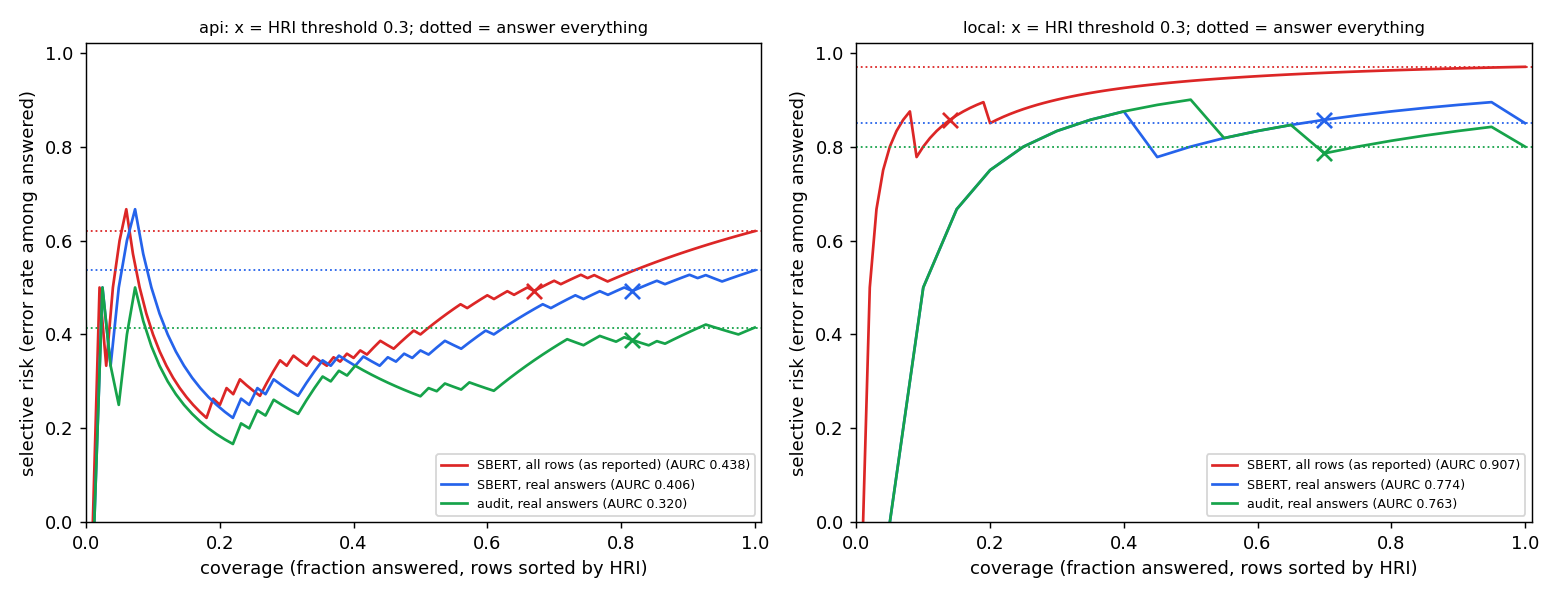 api: x = HRI threshold 0.3; dotted = answer everything
selective risk (error rate among answered)
1.0
0.8
0.6
0.4
0.2
0.0
SBERT, all rows (as reported) (AURC 0.438)
SBERT, real answers (AURC 0.406)
audit, real answers (AURC 0.320)
0.0 0.2 0.4 0.6 0.8 1.0
coverage (fraction answered, rows sorted by HRI)
local: x = HRI threshold 0.3; dotted = answer everything
selective risk (error rate among answered)
1.0
0.8
0.6
0.4
0.2
0.0
SBERT, all rows (as reported) (AURC 0.907)
SBERT, real answers (AURC 0.774)
audit, real answers (AURC 0.763)
0.0 0.2 0.4 0.6 0.8 1.0
coverage (fraction answered, rows sorted by HRI)